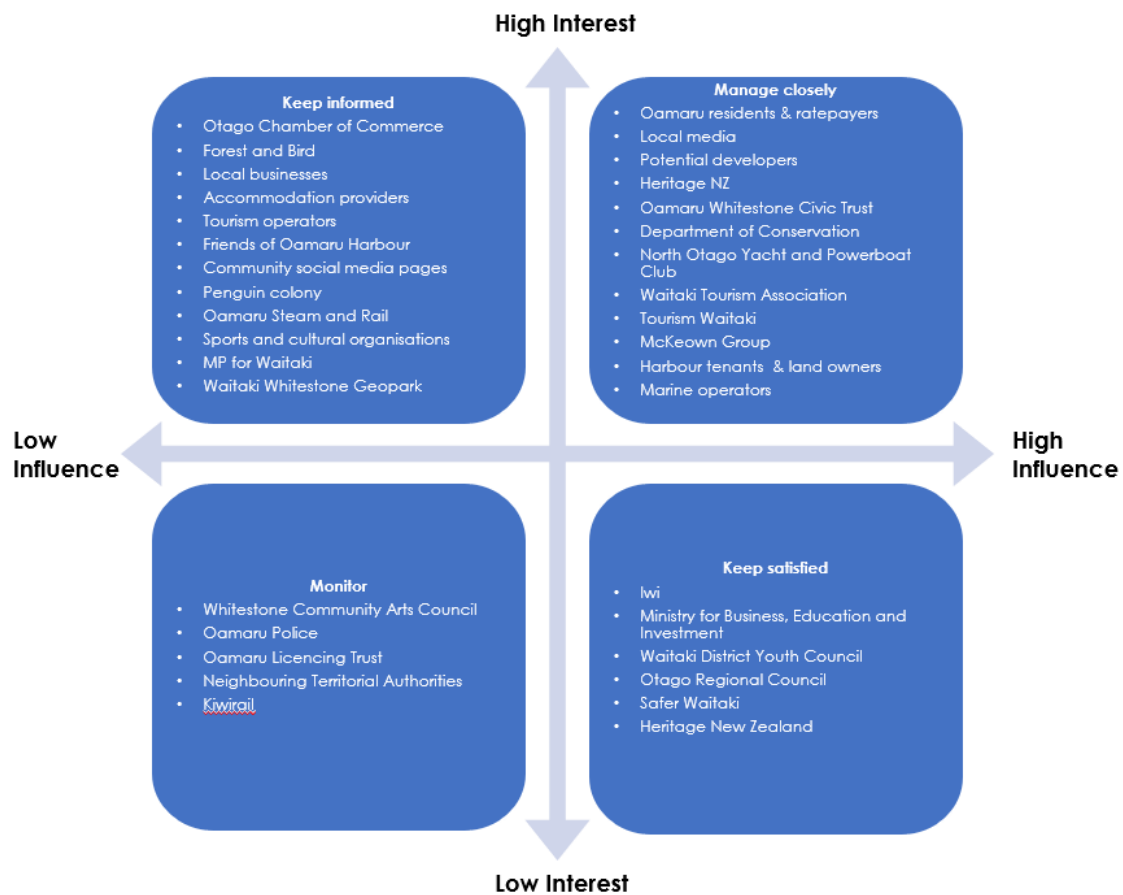 High Interest
Keep informed
• Otago Chamber of Commerce
• Forest and Bird
• Local businesses
• Accommodation providers
• Tourism operators
• Friends of Oamaru Harbour
• Community social media pages
• Penguin colony
• Oamaru Steam and Rail
• Sports and cultural organisations
• MP for Waitaki
• Waitaki Whitestone Geopark
Manage closely
• Oamaru residents & ratepayers
• Local media
• Potential developers
• Heritage NZ
• Oamaru Whitestone Civic Trust
• Department of Conservation
• North Otago Yacht and Powerboat
Club
• Waitaki Tourism Association
• Tourism Waitaki
• McKeown Group
• Harbour tenants & land owners
• Marine operators
Low
Influence
High
Influence
Monitor
• Whitestone Community Arts Council
• Oamaru Police
• Oamaru Licencing Trust
• Neighbouring Territorial Authorities
• Kiwirail
Keep satisfied
• Iwi
• Ministry for Business, Education and
Investment
• Waitaki District Youth Council
• Otago Regional Council
• Safer Waitaki
• Heritage New Zealand
Low Interest